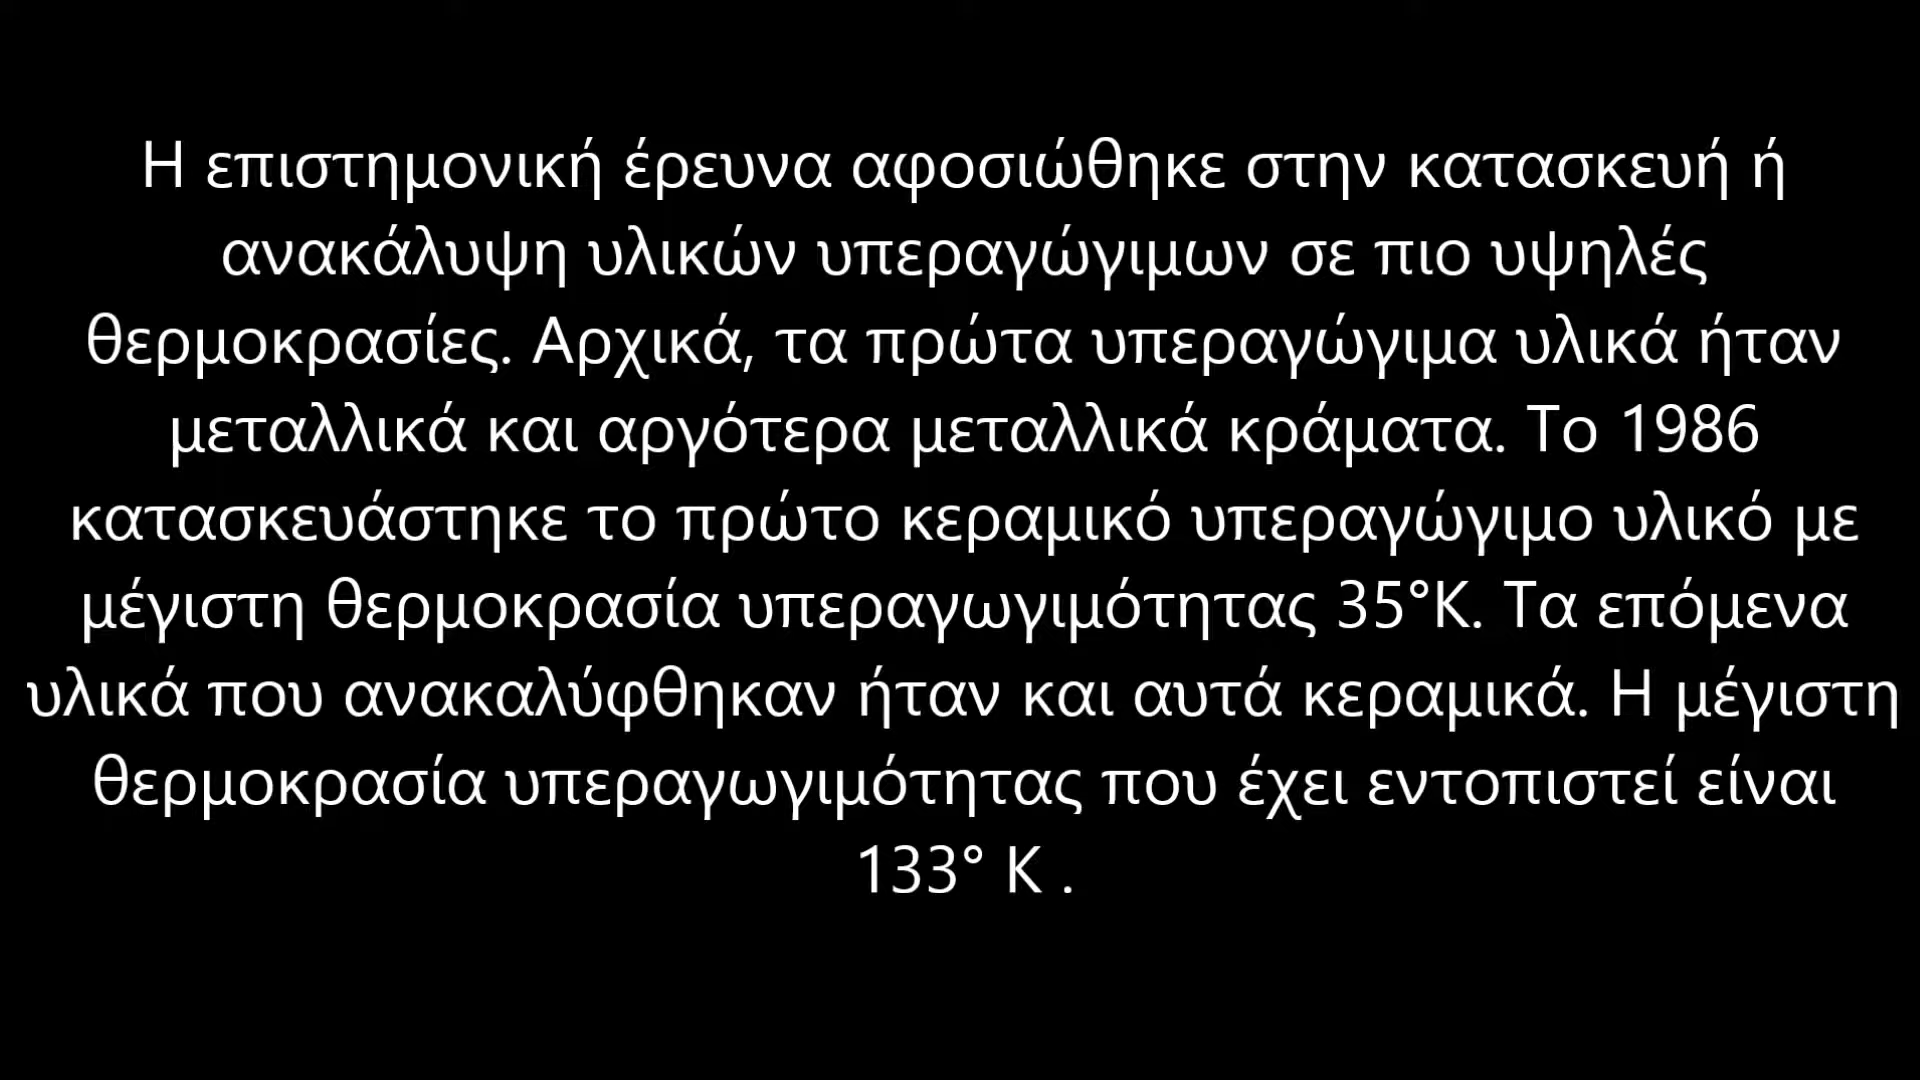 Η επιστημονική έρευνα αφοσιώθηκε στην κατασκευή ή
ανακάλυψη υλικών υπεραγώγιμων σε πιο υψηλές
θερμοκρασίες. Αρχικά, τα πρώτα υπεραγώγιμα υλικά ήταν
μεταλλικά και αργότερα μεταλλικά κράματα. Το 1986
κατασκευάστηκε το πρώτο κεραμικό υπεραγώγιμο υλικό με
μέγιστη θερμοκρασία υπεραγωγιμότητας 35°Κ. Τα επόμενα
υλικά που ανακαλύφθηκαν ήταν και αυτά κεραμικά. Η μέγιστη
θερμοκρασία υπεραγωγιμότητας που έχει εντοπιστεί είναι
133° Κ .